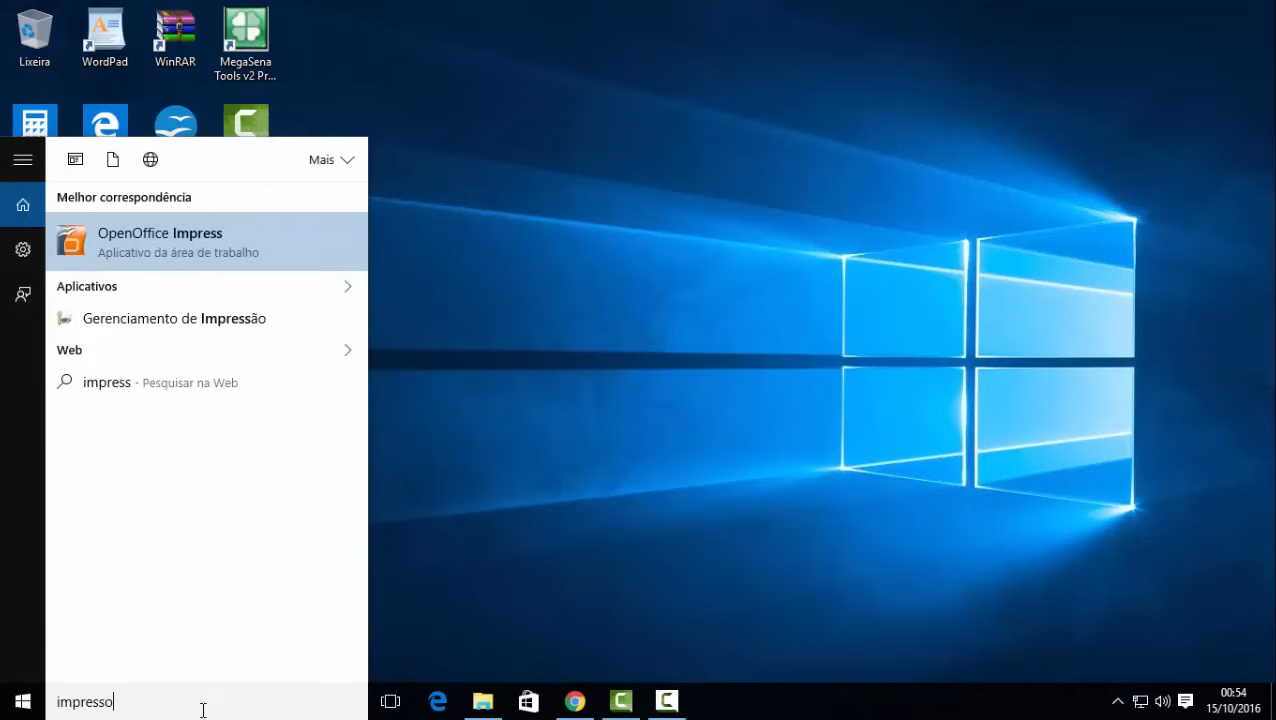 Lixeira
WordPad
WinRAR
MegaSena
Tools v2 Pr...
Mais
Melhor correspondência
OpenOffice Impress
Aplicativo da área de trabalho
Aplicativos
Gerenciamento de Impressão
Web
impress - Pesquisar na Web
impresso
00:54
15/10/2016